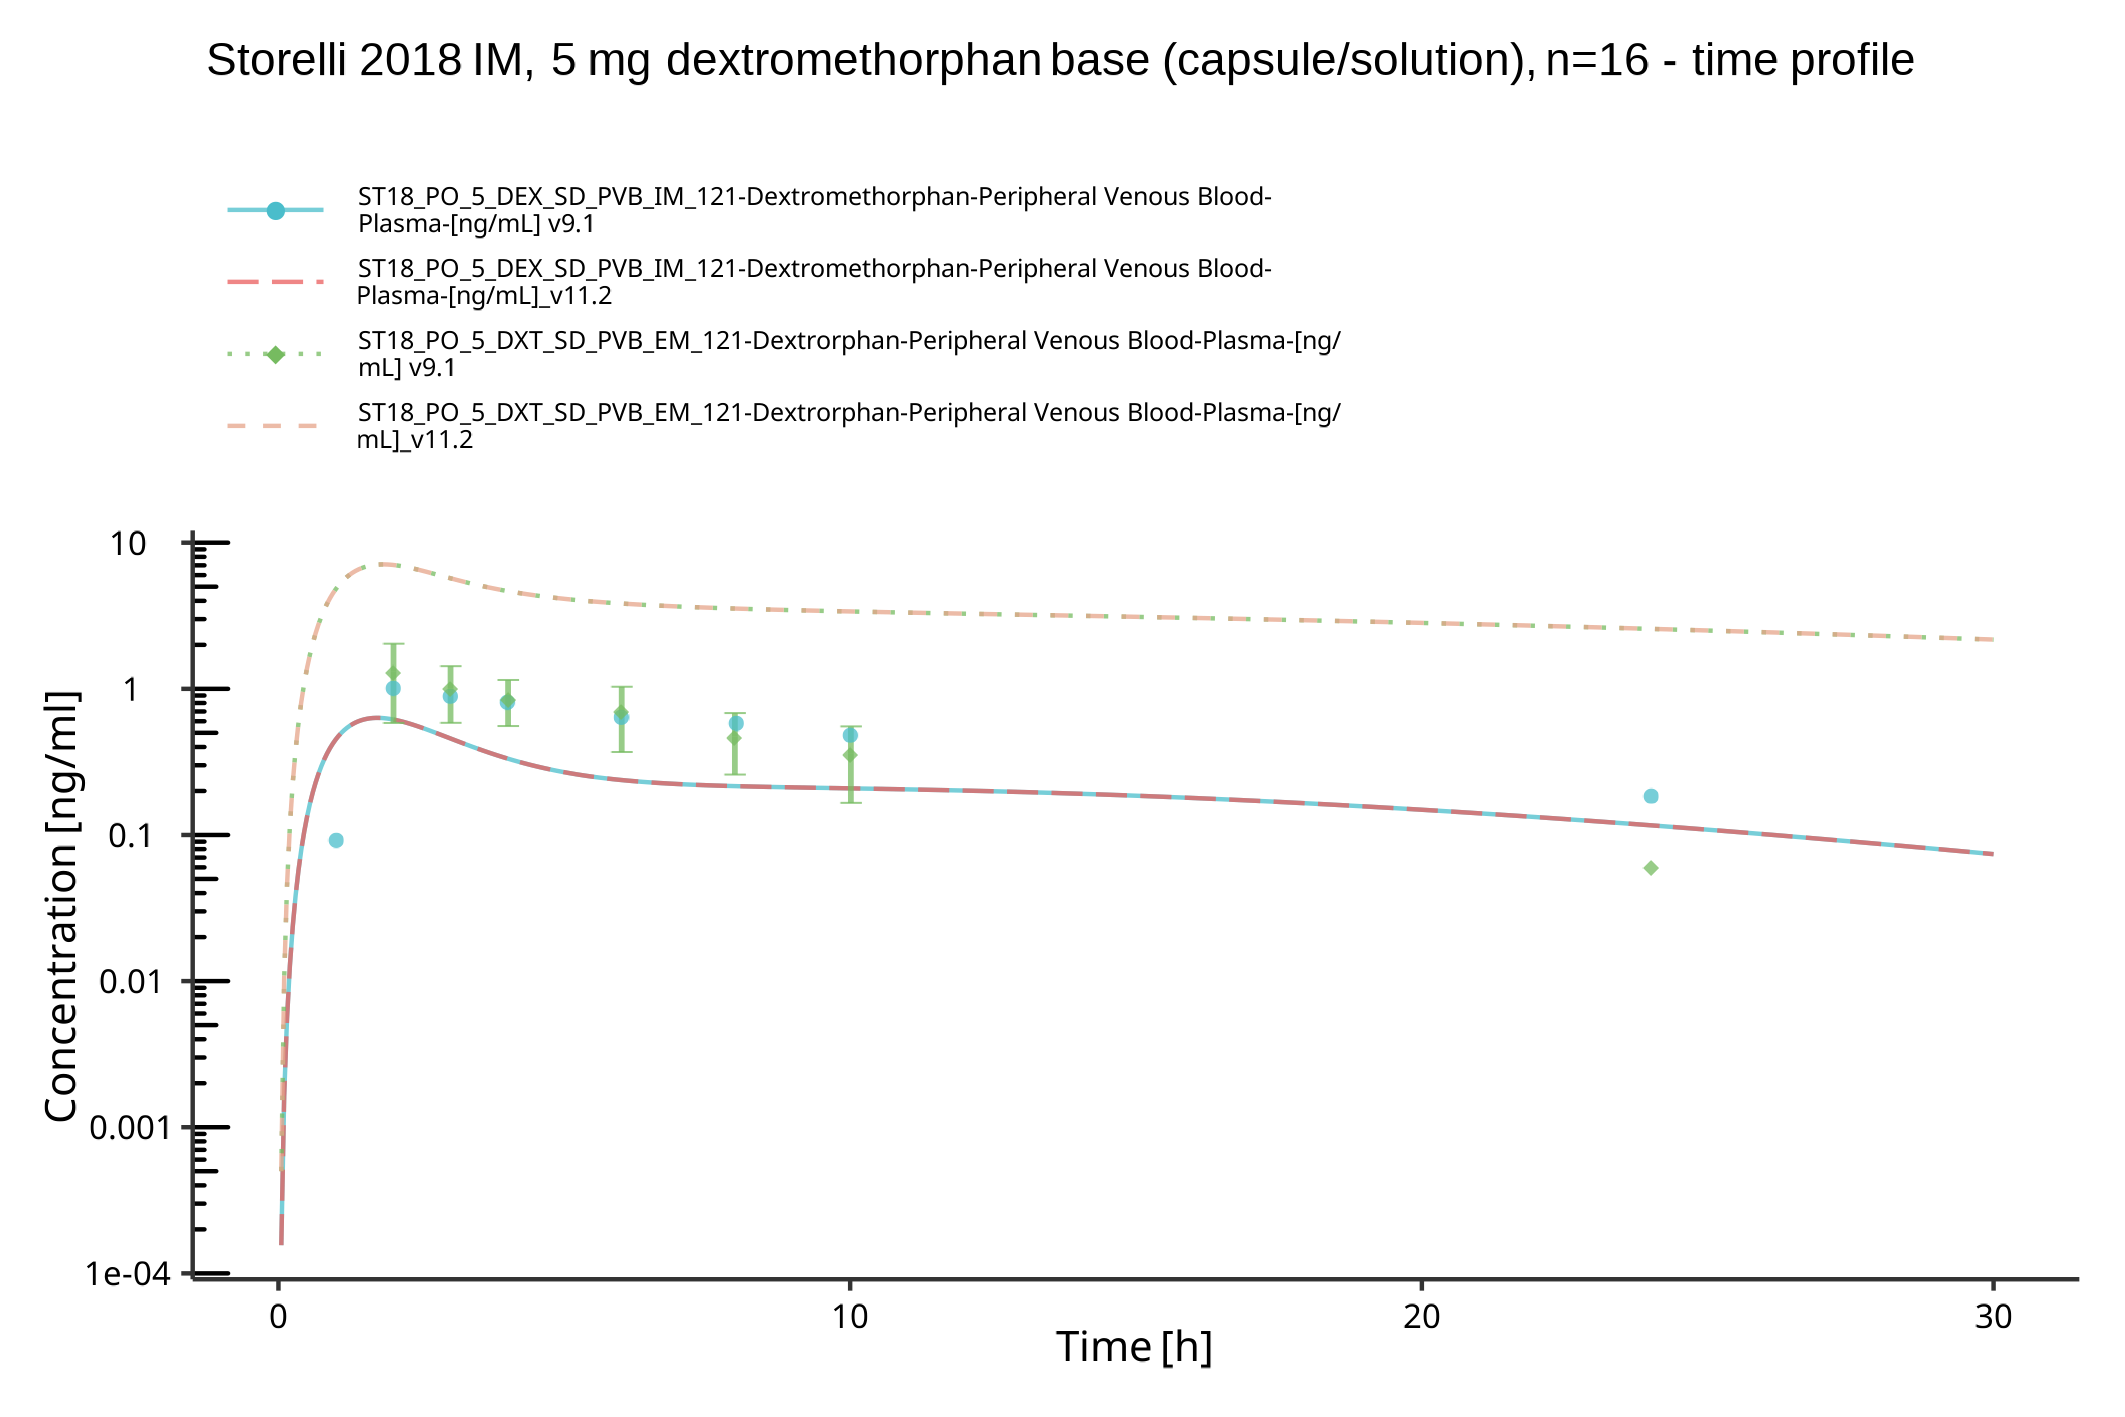 Storelli 2018 IM, 5 mg dextromethorphan base (capsule/solution), n=16 - time profile
ST18_PO_5_DEX_SD_PVB_IM_121-Dextromethorphan-Peripheral Venous Blood-
Plasma-[ng/mL] v9.1
ST18_PO_5_DEX_SD_PVB_IM_121-Dextromethorphan-Peripheral Venous Blood-
Plasma-[ng/mL]_v11.2
ST18_PO_5_DXT_SD_PVB_EM_121-Dextrorphan-Peripheral Venous Blood-Plasma-[ng/
mL] v9.1
ST18_PO_5_DXT_SD_PVB_EM_121-Dextrorphan-Peripheral Venous Blood-Plasma-[ng/
mL]_v11.2
Concentration [ng/ml]
10
1
0.1
0.01
0.001
1e-04
0
10
20
30
Time [h]